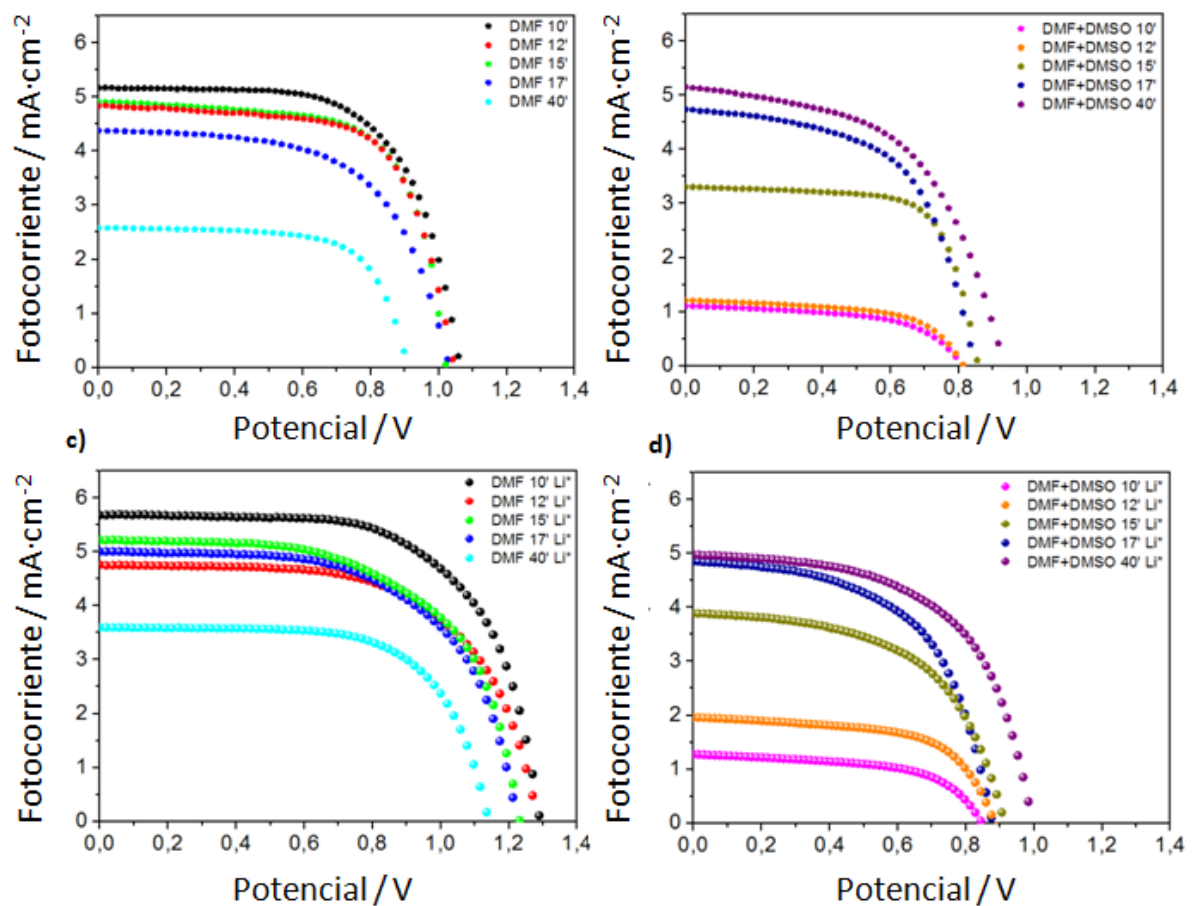 Fotocorriente / mA·cm-2
6
5
4
3
2
1
0
DMF 10'
DMF 12'
DMF 15'
DMF 17'
DMF 40'
0,0 0,2 0,4 0,6 0,8 1,0 1,2 1,4
Potencial / V
Fotocorriente / mA·cm-2
6
5
4
3
2
1
0
DMF+DMSO 10'
DMF+DMSO 12'
DMF+DMSO 15'
DMF+DMSO 17'
DMF+DMSO 40'
0,0 0,2 0,4 0,6 0,8 1,0 1,2 1,4
Potencial / V
c)
Fotocorriente / mA·cm-2
6
5
4
3
2
1
0
DMF 10' Li*
DMF 12' Li*
DMF 15' Li*
DMF 17' Li*
DMF 40' Li*
0,0 0,2 0,4 0,6 0,8 1,0 1,2 1,4
Potencial / V
d)
Fotocorriente / mA·cm-2
6
5
4
3
2
1
0
DMF+DMSO 10' Li*
DMF+DMSO 12' Li*
DMF+DMSO 15' Li*
DMF+DMSO 17' Li*
DMF+DMSO 40' Li*
0,0 0,2 0,4 0,6 0,8 1,0 1,2 1,4
Potencial / V